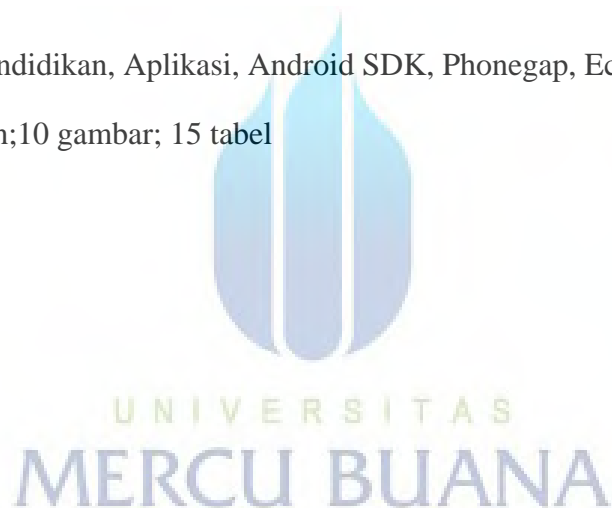 ndidikan, Aplikasi, Android SDK, Phonegap, Ec
n;10 gambar; 15 tabel
UNIVERSITAS
MERCU BUANA